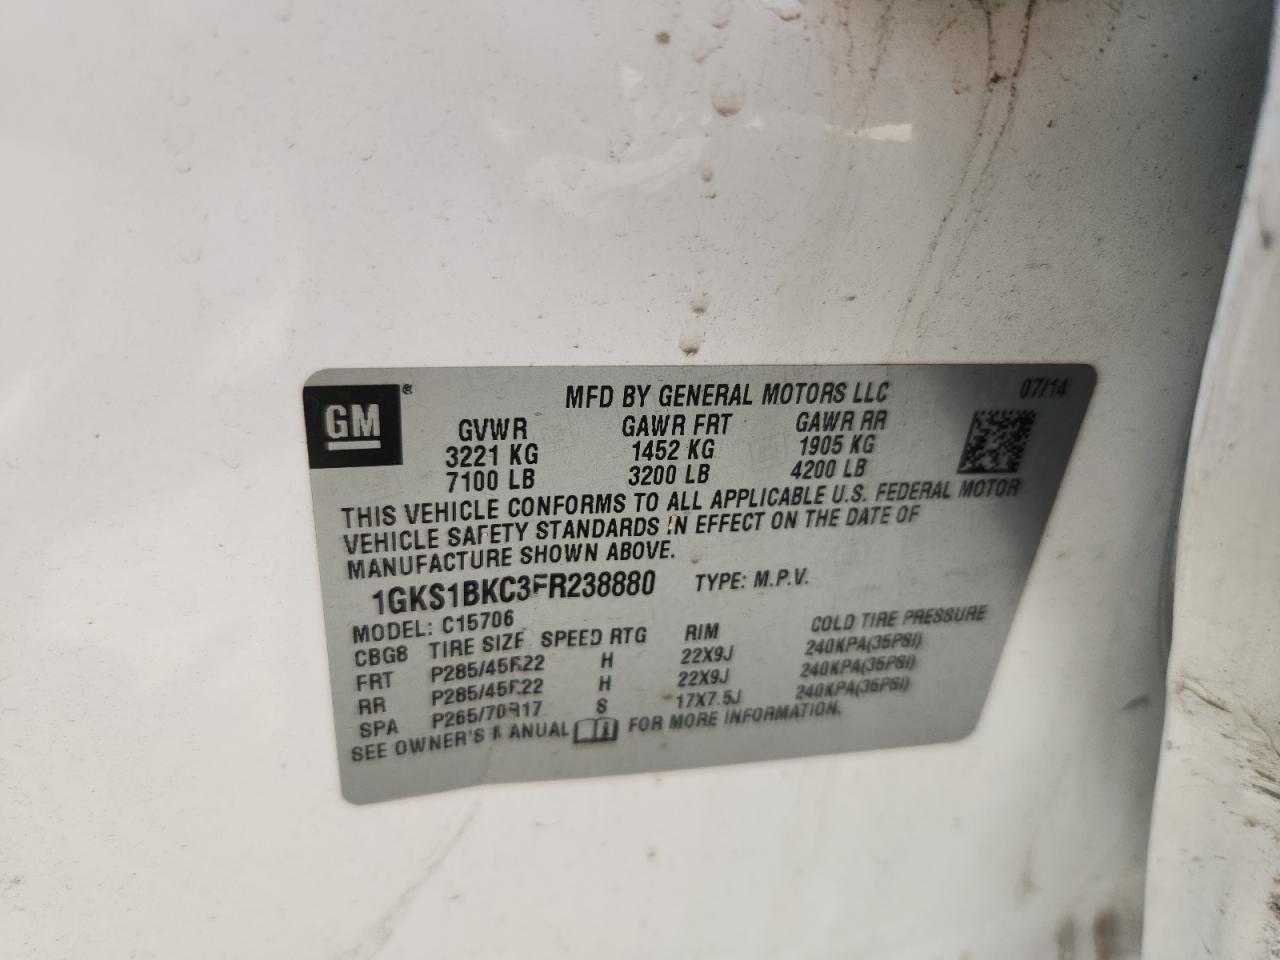 GM ®
MFD BY GENERAL MOTORS LLC 07/14
GVWR GAWR FRT GAWR RR
3221 KG 1452 KG 1905 KG
7100 LB 3200 LB 4200 LB
THIS VEHICLE CONFORMS TO ALL APPLICABLE U.S. FEDERAL MOTOR
VEHICLE SAFETY STANDARDS IN EFFECT ON THE DATE OF
MANUFACTURE SHOWN ABOVE.
1GKS1BKC3FR238880 TYPE: M.P.V.
MODEL: C15706
CBG8 TIRE SIZE SPEED RTG RIM COLD TIRE PRESSURE
FRT P285/45R22 H 22X9J 240KPA(35PSI)
RR P285/45R22 H 22X9J 240KPA(35PSI)
SPA P265/70R17 S 17X7.5J 240KPA(35PSI)
SEE OWNER'S MANUAL FOR MORE INFORMATION.